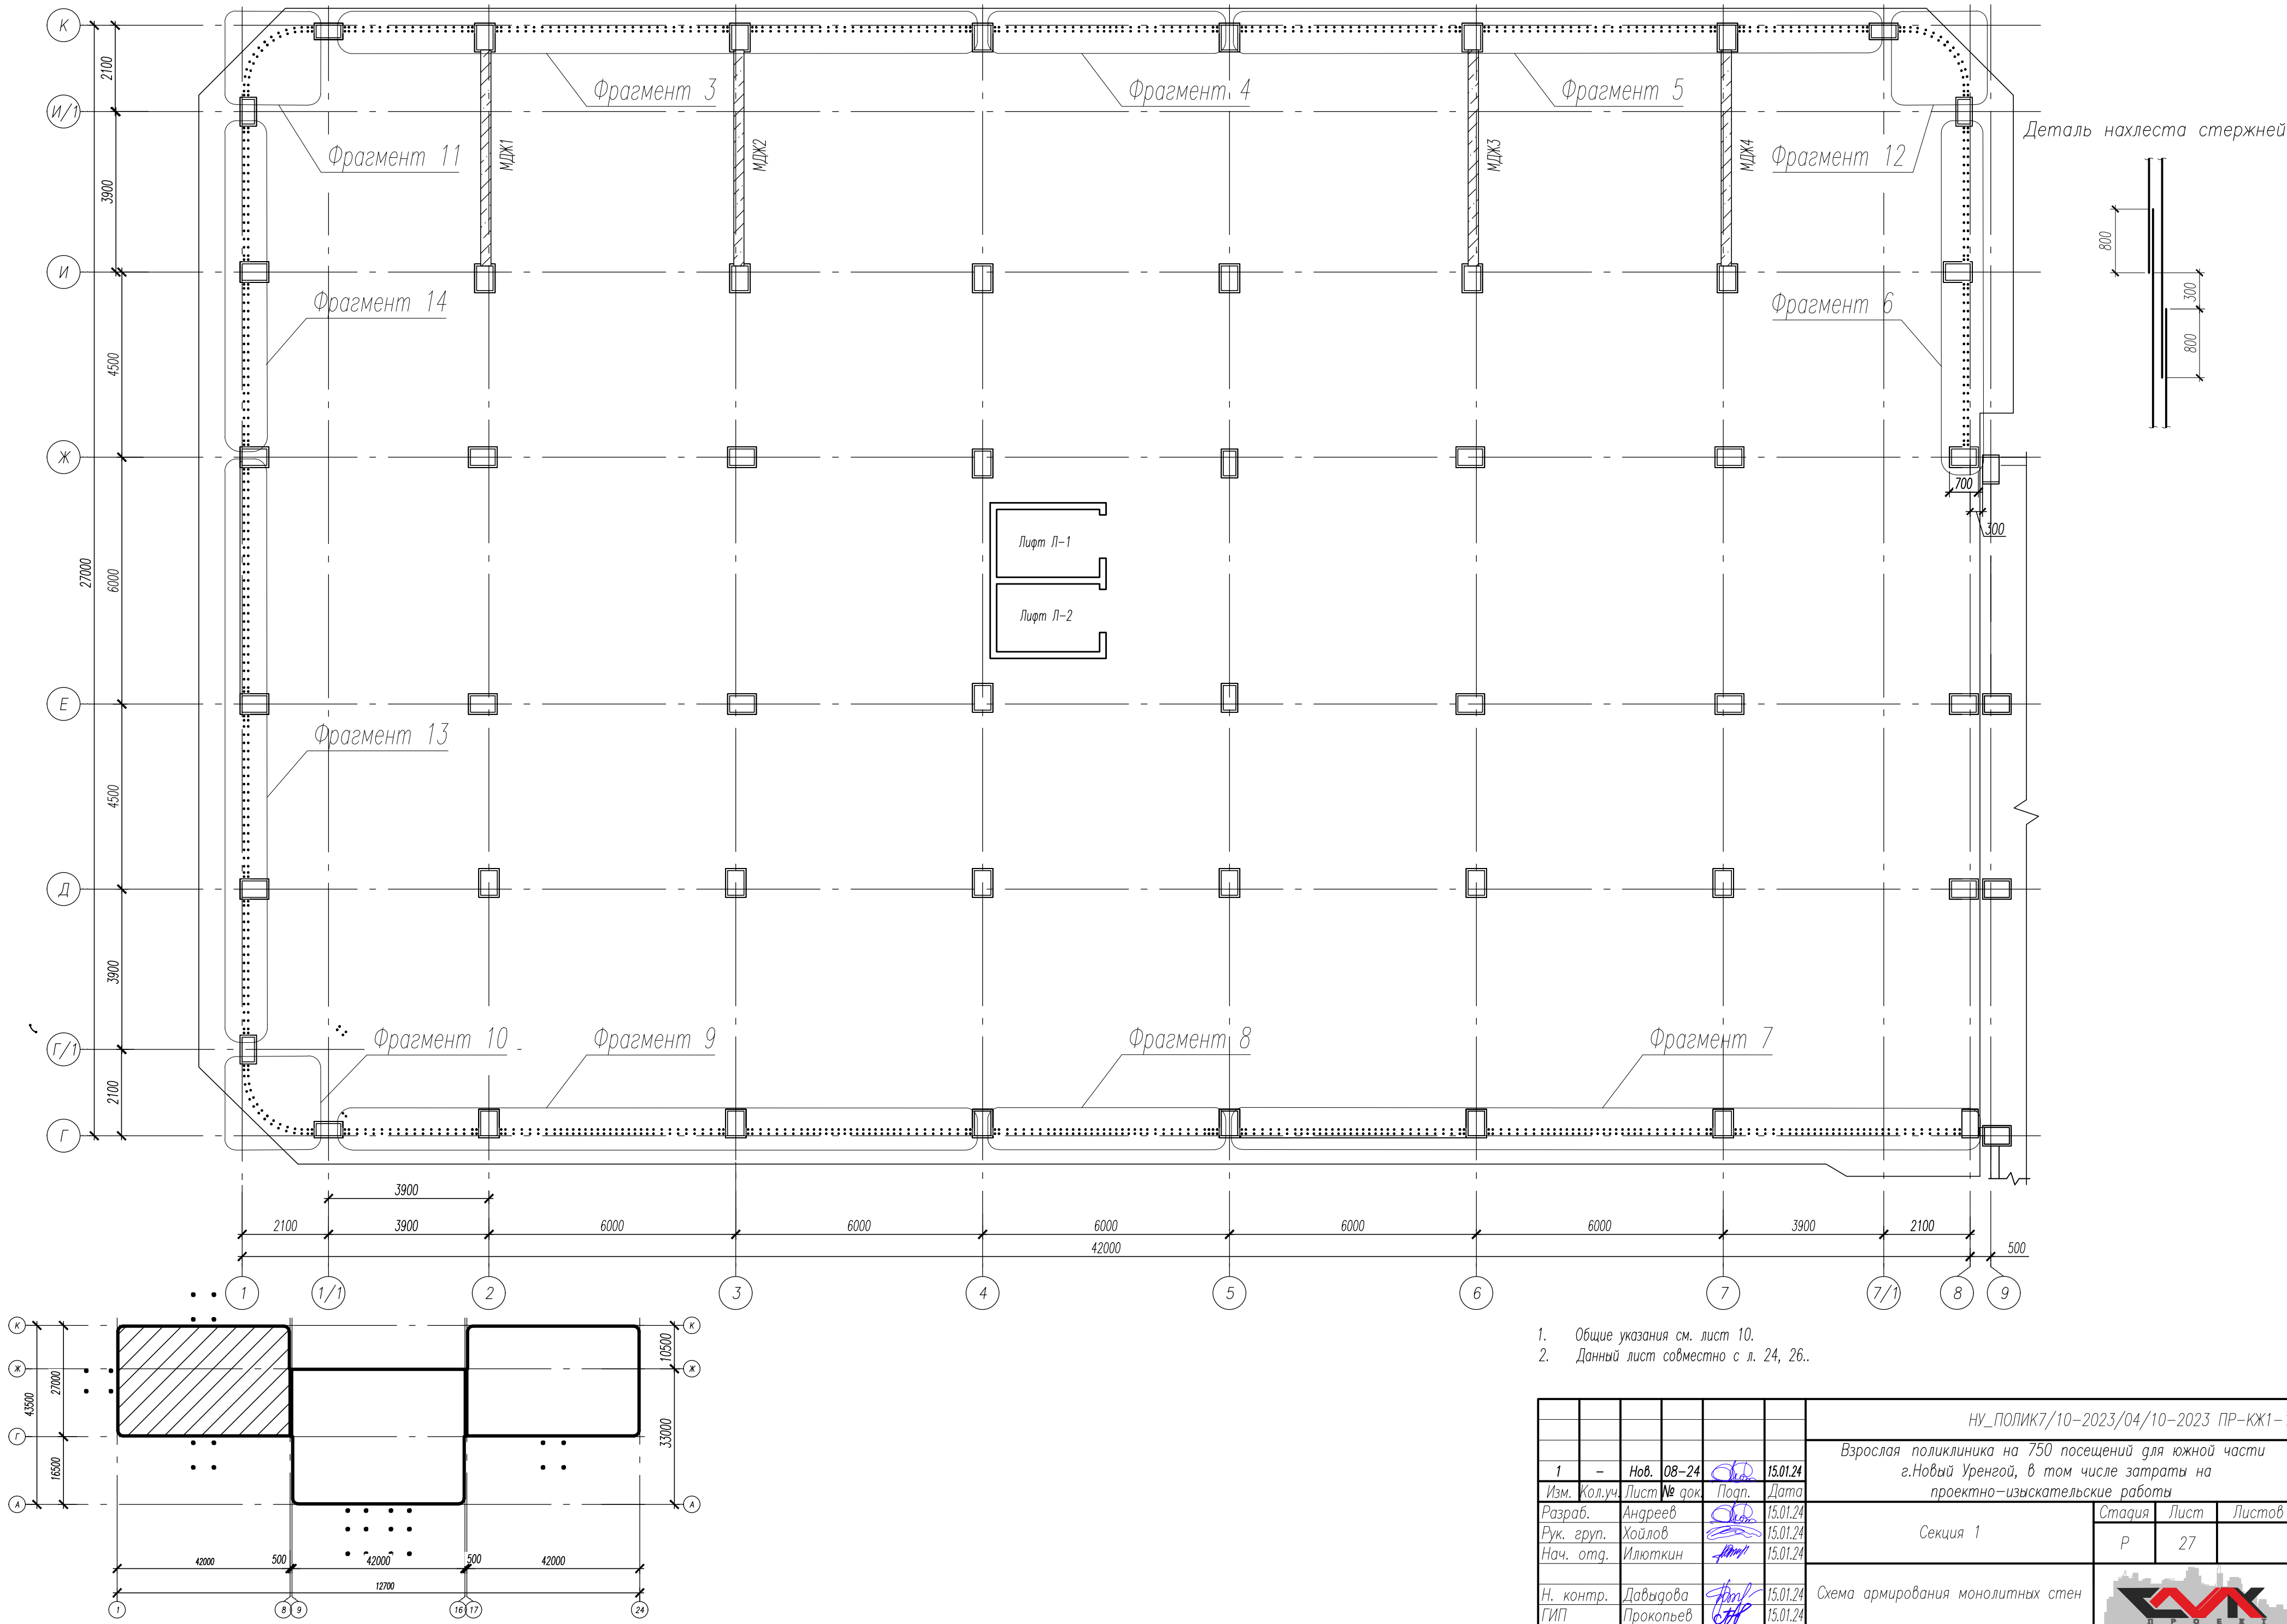 К
И/1
И
Ж
Е
Д
Г/1
Г
2100
3900
4500
6000
4500
3900
2100
27000
Фрагмент 3
Фрагмент 4
Фрагмент 5
Фрагмент 11
Фрагмент 12
МДЖ1
МДЖ2
МДЖ3
МДЖ4
Деталь нахлеста стержней
800
300
800
Фрагмент 14
Фрагмент 6
700
300
Лифт Л-1
Лифт Л-2
Фрагмент 13
Фрагмент 10
Фрагмент 9
Фрагмент 8
Фрагмент 7
3900
2100 3900 6000 6000 6000 6000 6000 3900 2100
42000 500
1 1/1 2 3 4 5 6 7 7/1 8 9
К К
Ж Ж
Г
А А
43500
27000
16500
10500
33000
42000 500 42000 500 42000
12700
1 8 9 16 17 24
1. Общие указания см. лист 10.
2. Данный лист совместно с л. 24, 26..
НУ_ПОЛИК7/10-2023/04/10-2023 ПР-КЖ1-
Взрослая поликлиника на 750 посещений для южной части
г.Новый Уренгой, в том числе затраты на
проектно-изыскательские работы
1 - Нов. 08-24 15.01.24
Изм. Кол.уч. Лист № док. Подп. Дата
Разраб. Андреев 15.01.24
Рук. груп. Хойлов 15.01.24
Нач. отд. Илюткин 15.01.24
Н. контр. Давыдова 15.01.24
ГИП Прокопьев 15.01.24
Секция 1
Стадия Лист Листов
Р 27
Схема армирования монолитных стен
ПРОЕКТ